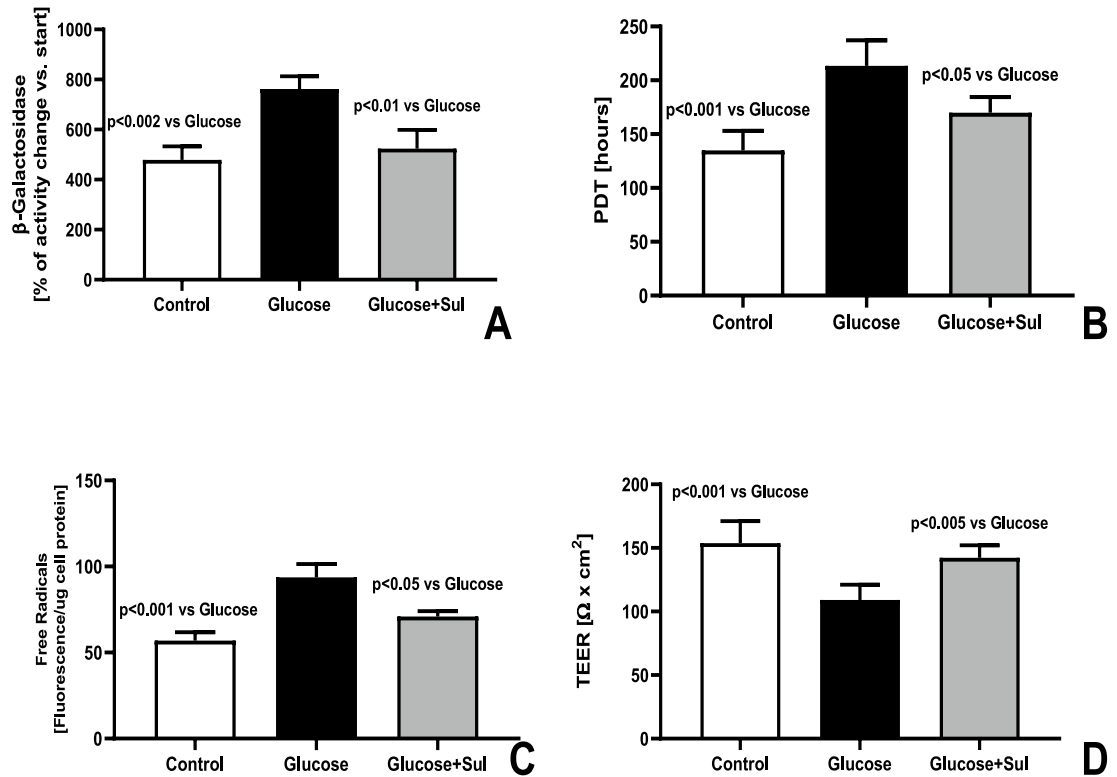 β-Galactosidase
[% of activity change vs. start]
1000
800
600
400
200
0
p<0.002 vs Glucose
p<0.01 vs Glucose
Control
Glucose
Glucose+Sul
A
PDT [hours]
250
200
150
100
50
0
p<0.001 vs Glucose
p<0.05 vs Glucose
Control
Glucose
Glucose+Sul
B
Free Radicals
[Fluorescence/ug cell protein]
150
100
50
0
p<0.001 vs Glucose
p<0.05 vs Glucose
Control
Glucose
Glucose+Sul
C
TEER [Ω x cm²]
200
150
100
50
0
p<0.001 vs Glucose
p<0.005 vs Glucose
Control
Glucose
Glucose+Sul
D